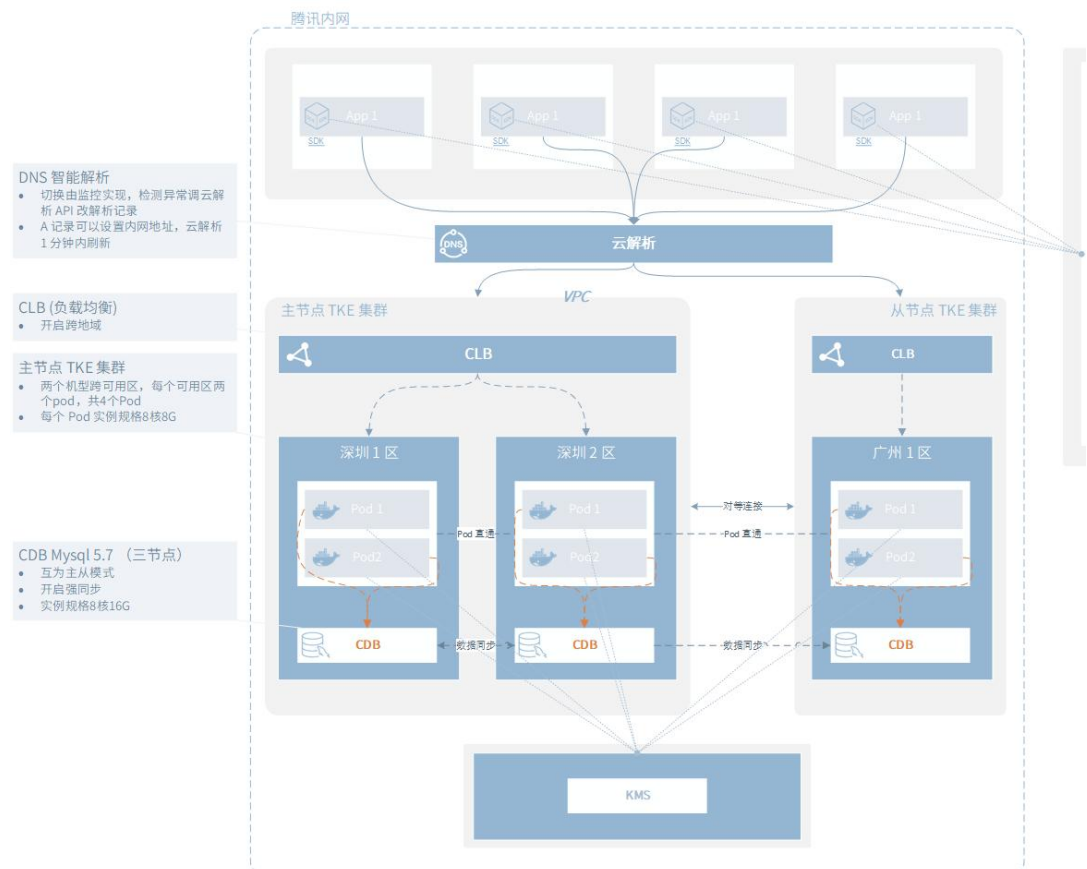 腾讯内网
App 1
App 1
App 1
App 1
SDK
SDK
SDK
SDK
DNS 智能解析
切换由监控实现，检测异常调云解
析 API 改解析记录
A 记录可以设置内网地址，云解析
1 分钟内刷新
DNS
云解析
CLB (负载均衡)
开启跨地域
VPC
主节点 TKE 集群
从节点 TKE 集群
CLB
CLB
主节点 TKE 集群
两个机型跨可用区，每个可用区两
个pod，共4个Pod
每个 Pod 实例规格8核8G
深圳 1 区
深圳 2 区
广州 1 区
Pod 1
Pod 1
对等连接
Pod 1
Pod 直通
Pod 直通
Pod2
Pod2
Pod2
CDB Mysql 5.7 （三节点）
互为主从模式
开启强同步
实例规格8核16G
CDB
数据同步
CDB
数据同步
CDB
KMS